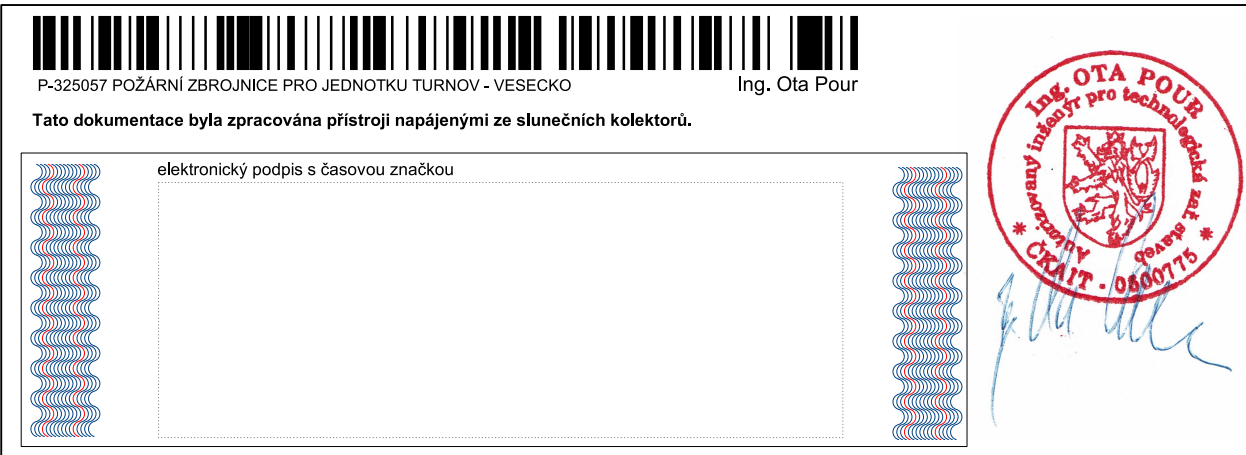 P-325057 POŽÁRNÍ ZBROJNICE PRO JEDNOTKU TURNOV - VESECKO
Ing. Ota Pour
Tato dokumentace byla zpracována přístroji napájenými ze slunečních kolektorů.
elektronický podpis s časovou značkou
Ing. OTA POUR
Autorizovaný inženýr pro technologická zař. staveb
* ČKAIT - 0500775 *